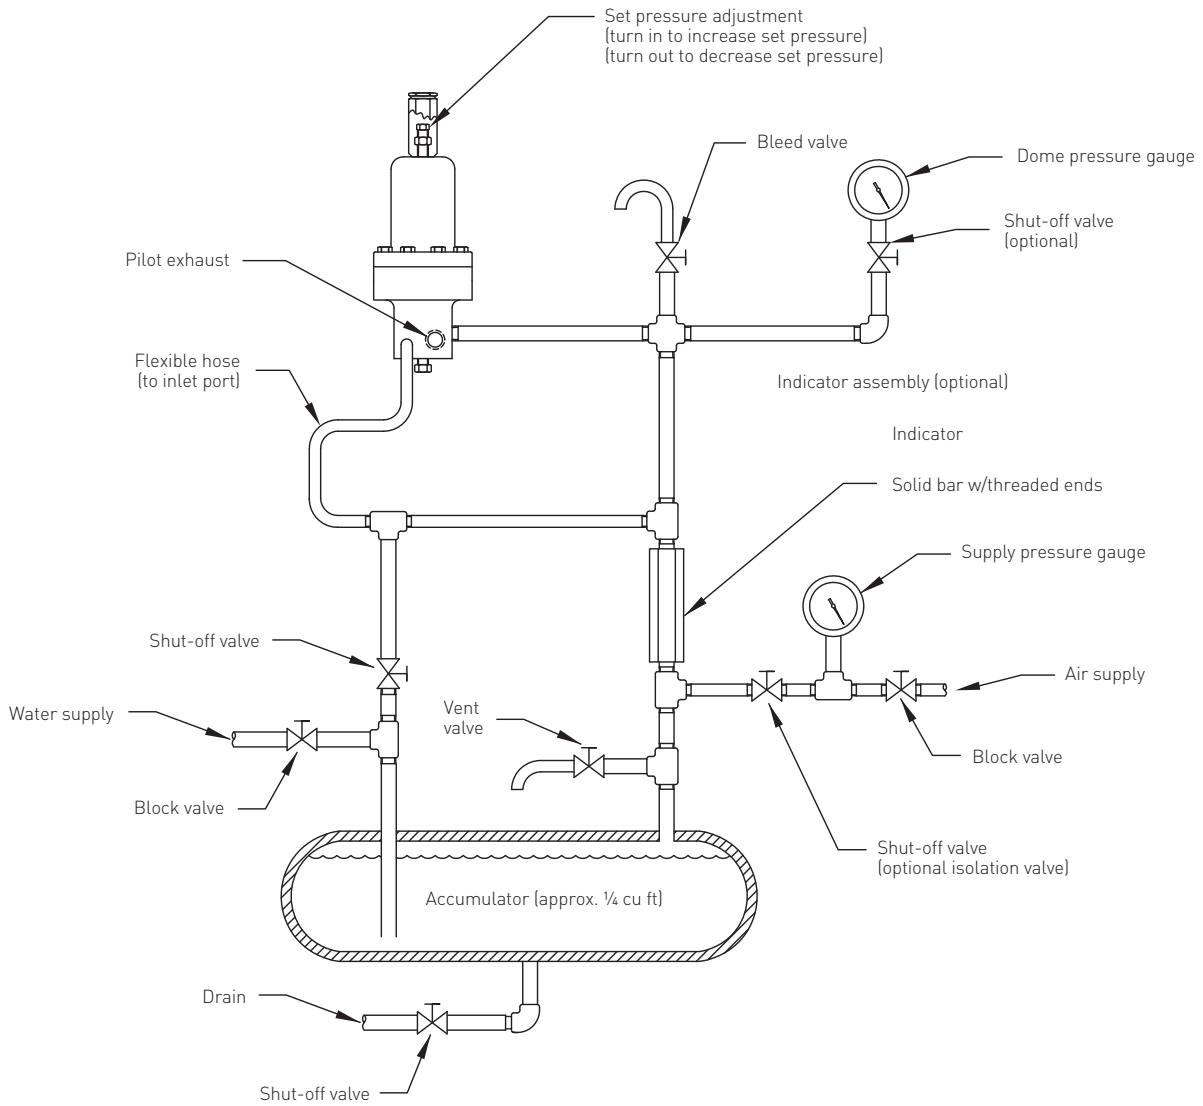 Set pressure adjustment
(turn in to increase set pressure)
(turn out to decrease set pressure)
Bleed valve
Dome pressure gauge
Shut-off valve
(optional)
Pilot exhaust
Flexible hose
(to inlet port)
Indicator assembly (optional)
Indicator
Solid bar w/threaded ends
Supply pressure gauge
Shut-off valve
Air supply
Water supply
Vent
valve
Block valve
Block valve
Shut-off valve
(optional isolation valve)
Accumulator (approx. ¼ cu ft)
Drain
Shut-off valve